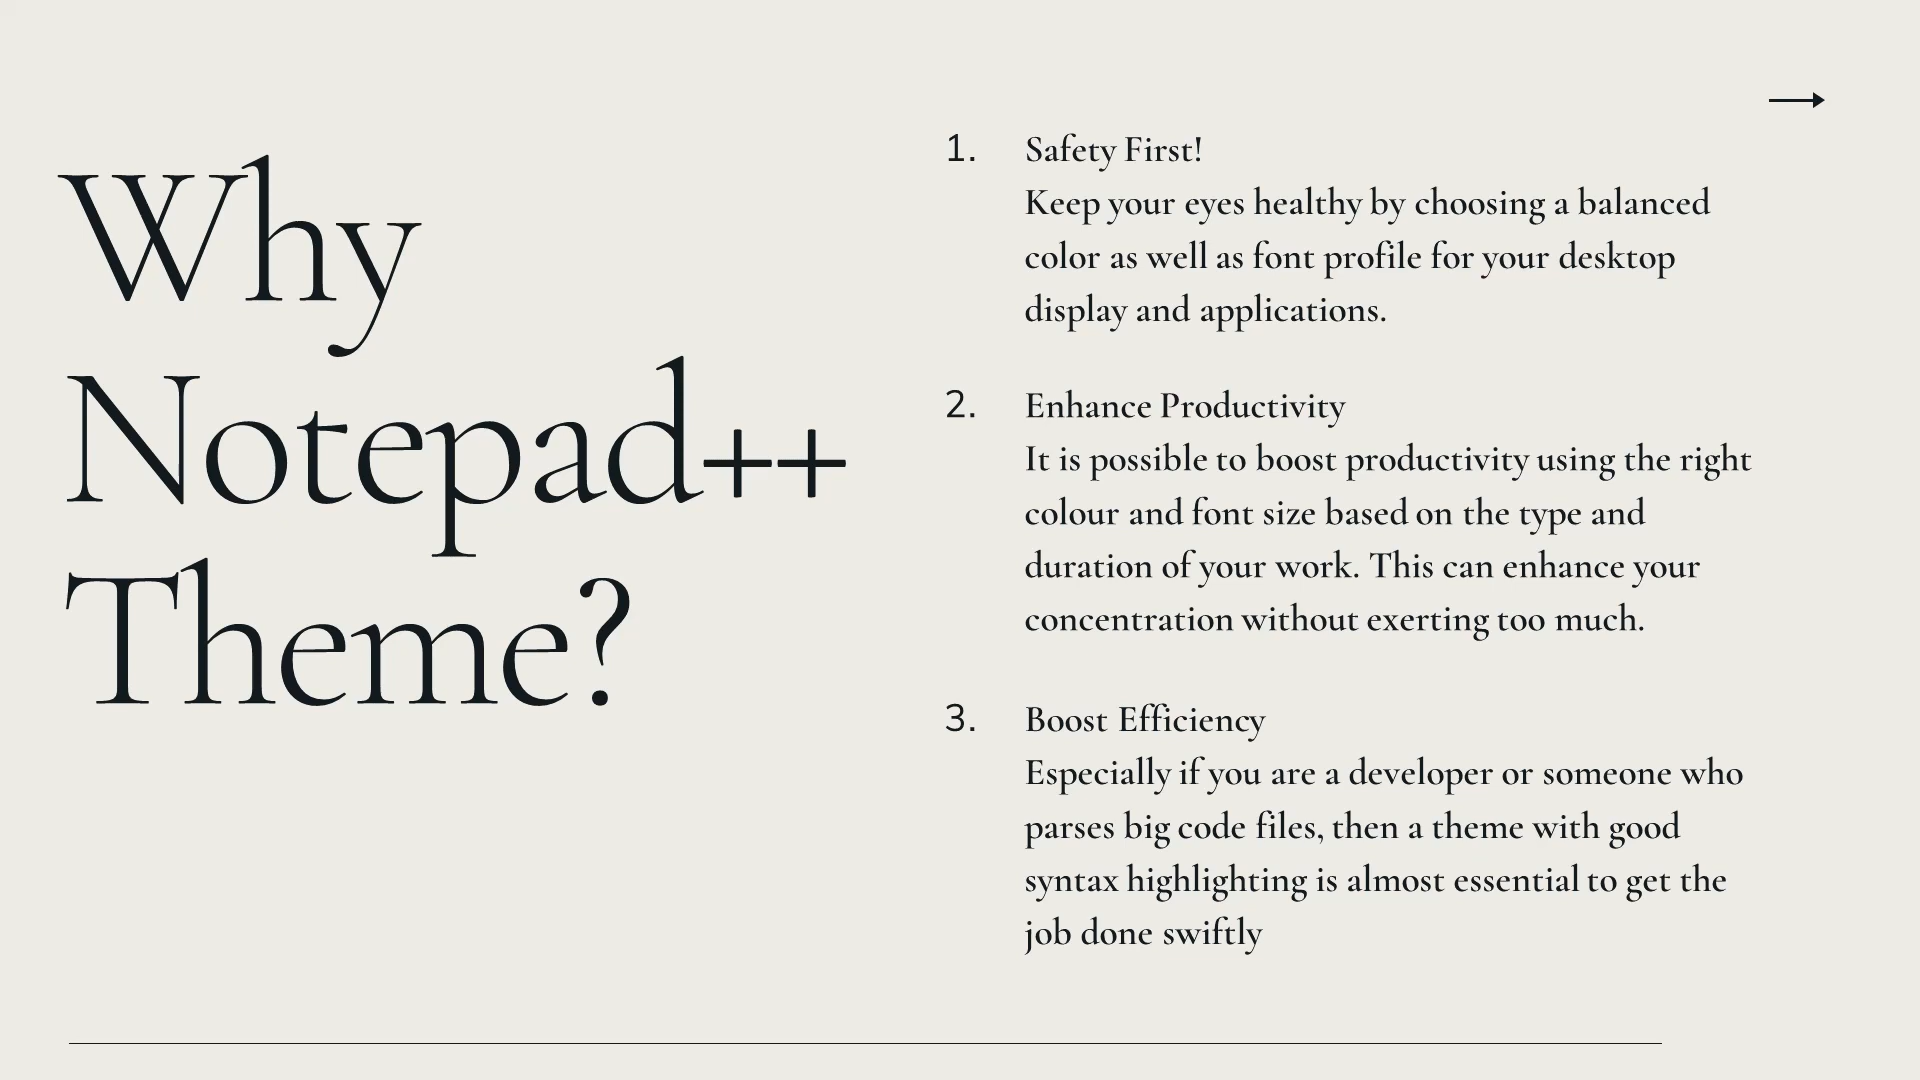 Why
Notepad++
Theme?
1. Safety First!
Keep your eyes healthy by choosing a balanced
color as well as font profile for your desktop
display and applications.
2. Enhance Productivity
It is possible to boost productivity using the right
colour and font size based on the type and
duration of your work. This can enhance your
concentration without exerting too much.
3. Boost Efficiency
Especially if you are a developer or someone who
parses big code files, then a theme with good
syntax highlighting is almost essential to get the
job done swiftly